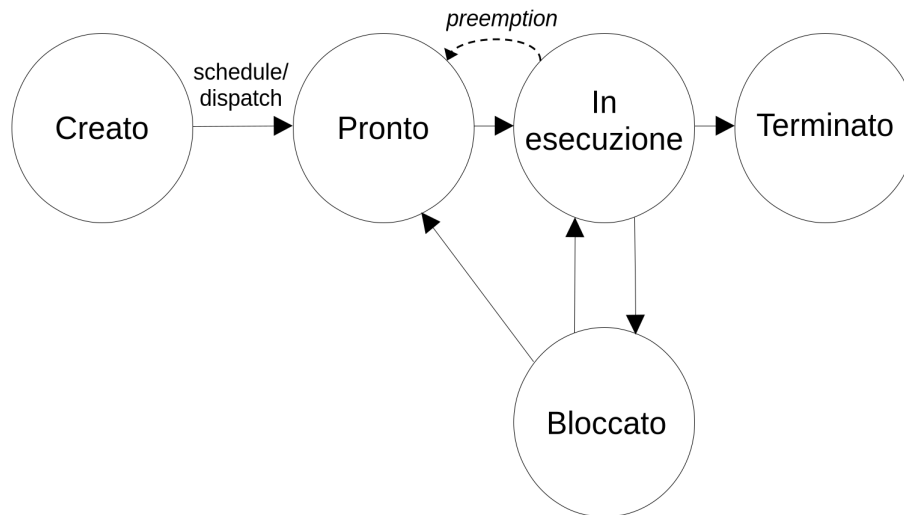 preemption
schedule/
dispatch
Creato
Pronto
In
esecuzione
Terminato
Bloccato